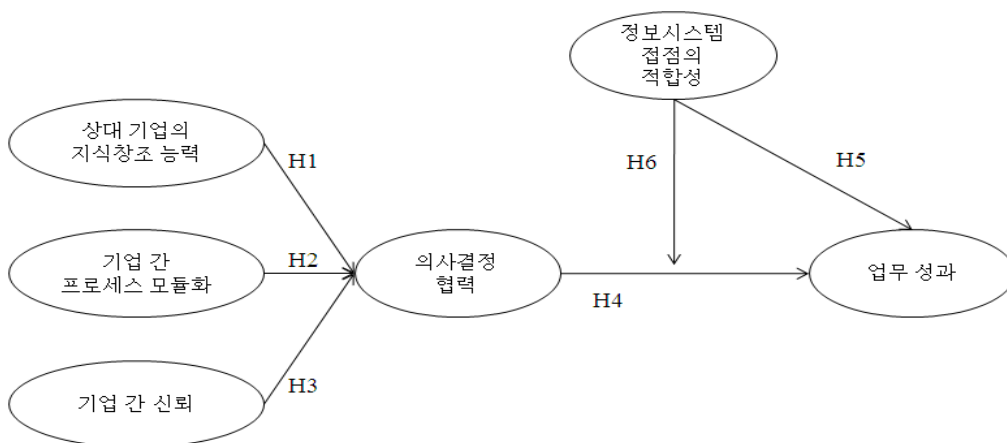 정보시스템
접점의
적합성
상대 기업의
지식창조 능력
H1
H6
H5
기업 간
프로세스 모듈화
H2
의사결정
협력
H4
업무 성과
H3
기업 간 신뢰